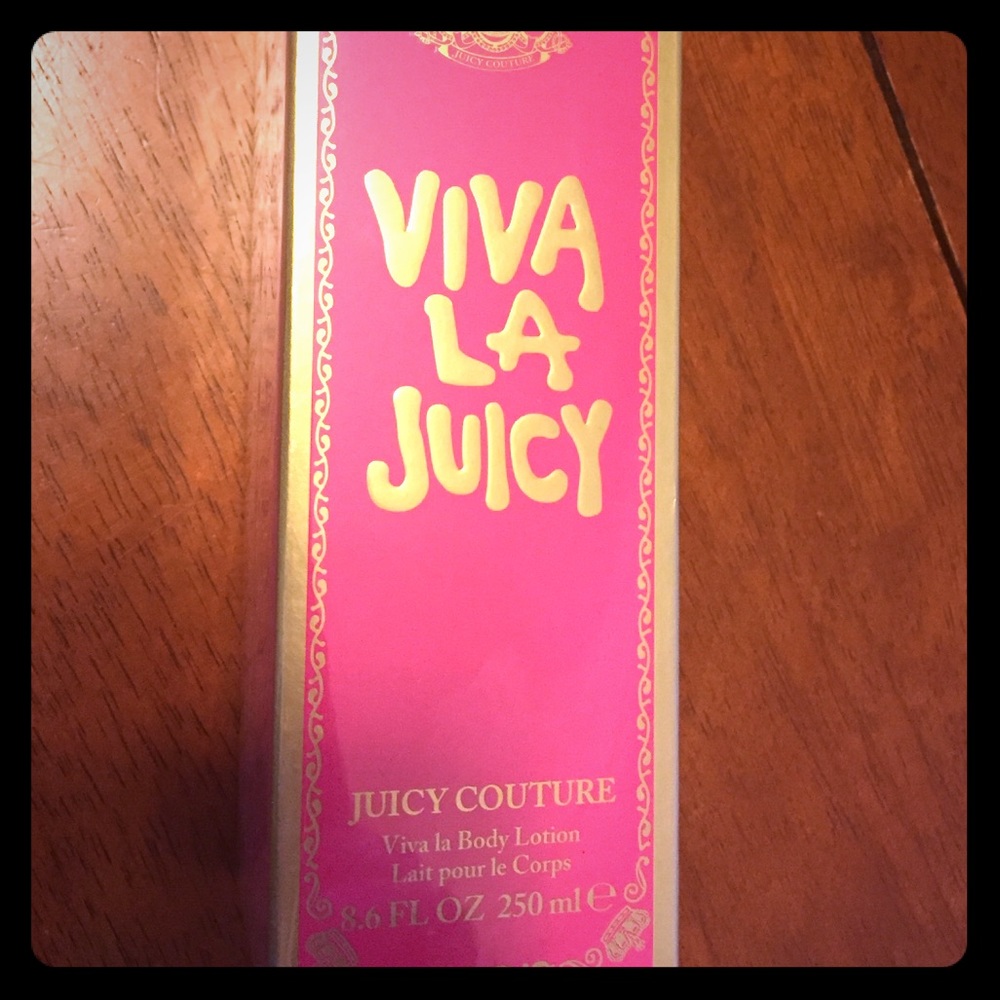 JUICY COUTURE
VIVA
LA
JUICY
JUICY COUTURE
Viva la Body Lotion
Lait pour le Corps
8.6 FL OZ 250 ml ℮